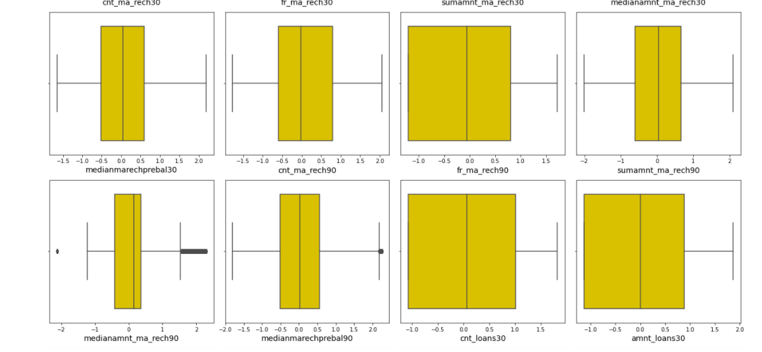 cnt_ma_rech30 fr_ma_rech30 sumamnt_ma_rech30 medianamnt_ma_rech30
-1.5 -1.0 -0.5 0.0 0.5 1.0 1.5 2.0 -1.5 -1.0 -0.5 0.0 0.5 1.0 1.5 2.0 -1.0 -0.5 0.0 0.5 1.0 1.5 -2 -1 0 1 2
medianmarechprebal30 cnt_ma_rech90 fr_ma_rech90 sumamnt_ma_rech90
-2 -1 0 1 2 -2.0 -1.5 -1.0 -0.5 0.0 0.5 1.0 1.5 2.0 -1.0 -0.5 0.0 0.5 1.0 1.5 -1.0 -0.5 0.0 0.5 1.0 1.5 2.0
medianamnt_ma_rech90 medianmarechprebal90 cnt_loans30 amnt_loans30